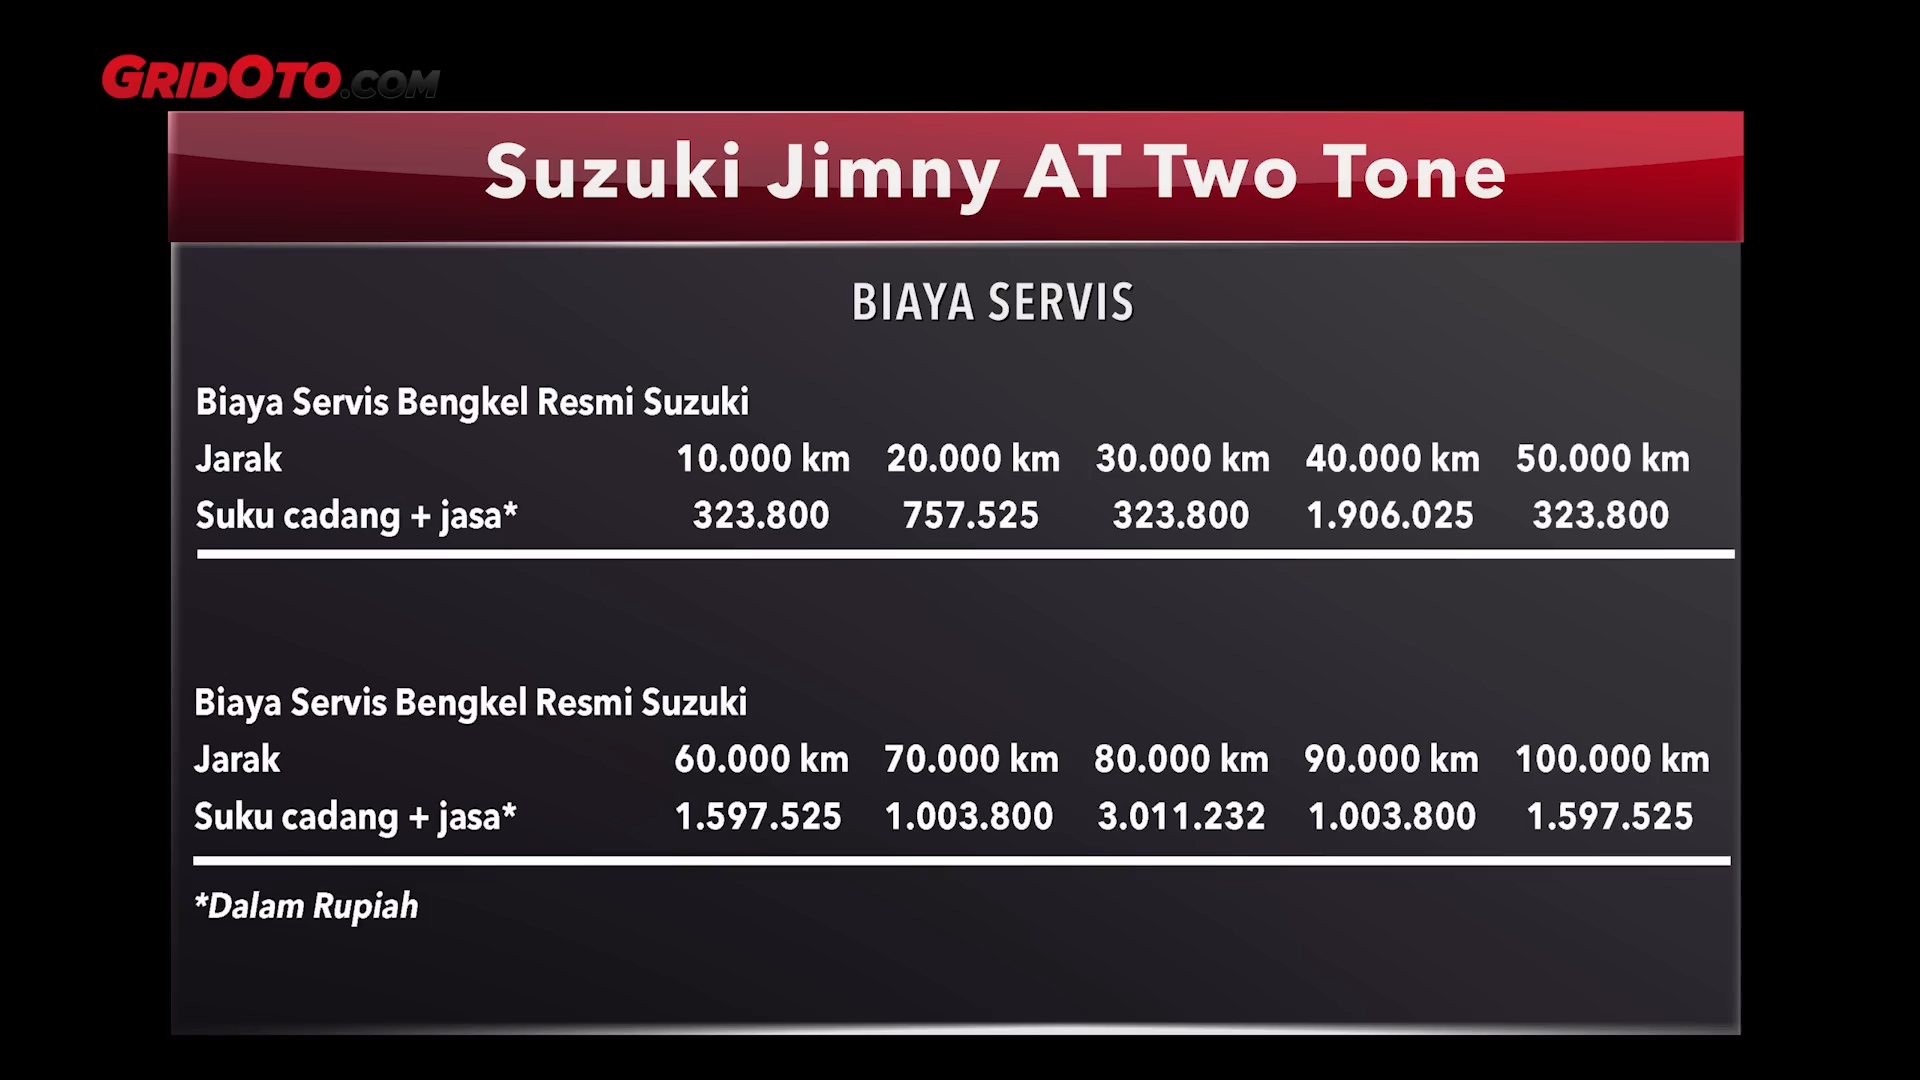 GRIDOTO.COM
Suzuki Jimny AT Two Tone
BIAYA SERVIS
Biaya Servis Bengkel Resmi Suzuki
Jarak 10.000 km 20.000 km 30.000 km 40.000 km 50.000 km
Suku cadang + jasa* 323.800 757.525 323.800 1.906.025 323.800
Biaya Servis Bengkel Resmi Suzuki
Jarak 60.000 km 70.000 km 80.000 km 90.000 km 100.000 km
Suku cadang + jasa* 1.597.525 1.003.800 3.011.232 1.003.800 1.597.525
*Dalam Rupiah